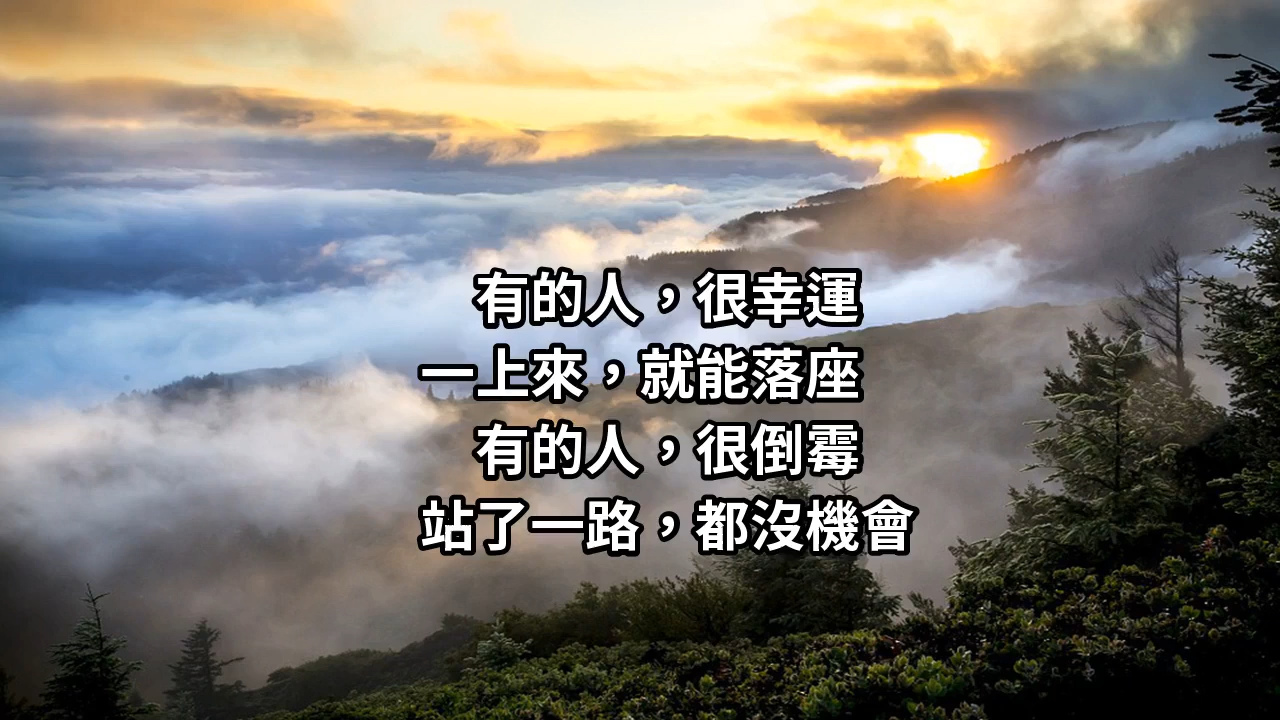 有的人，很幸運
一上來，就能落座
有的人，很倒霉
站了一路，都沒機會